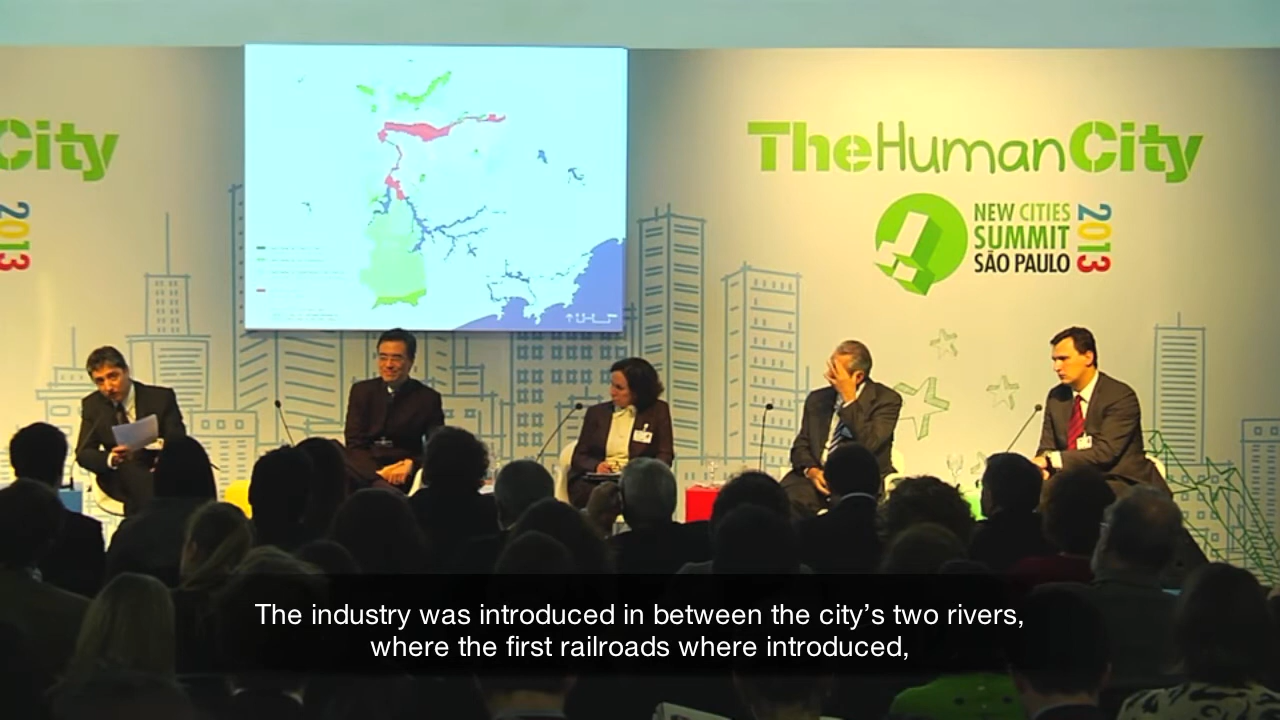 City
2013
TheHumanCity
NEW CITIES
SUMMIT
SÃO PAULO
2013
The industry was introduced in between the city's two rivers,
where the first railroads where introduced,